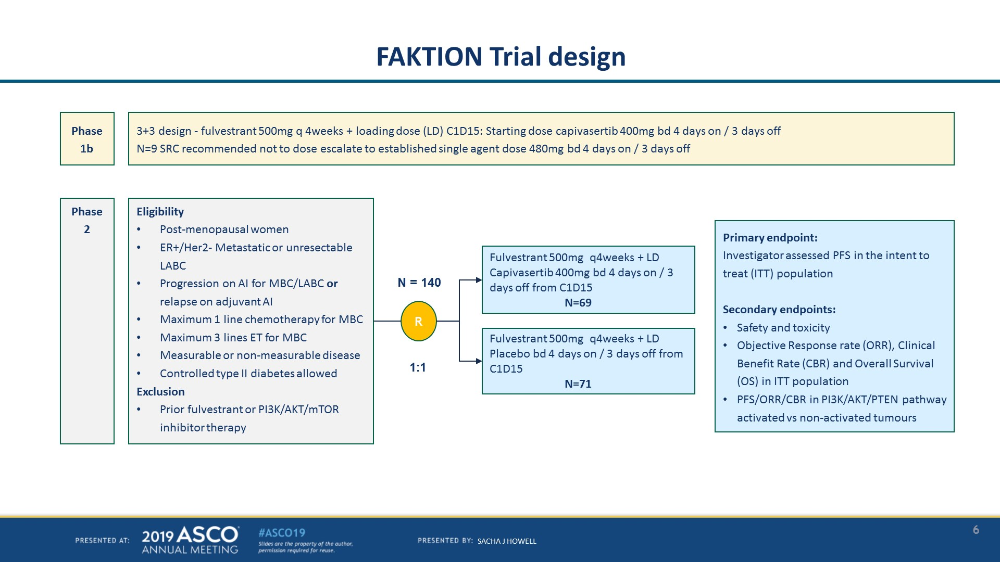 FAKTION Trial design
Phase
1b
3+3 design - fulvestrant 500mg q 4weeks + loading dose (LD) C1D15: Starting dose capivasertib 400mg bd 4 days on / 3 days off
N=9 SRC recommended not to dose escalate to established single agent dose 480mg bd 4 days on / 3 days off
Phase
2
Eligibility
• Post-menopausal women
• ER+/Her2- Metastatic or unresectable
LABC
• Progression on AI for MBC/LABC or
relapse on adjuvant AI
• Maximum 1 line chemotherapy for MBC
• Maximum 3 lines ET for MBC
• Measurable or non-measurable disease
• Controlled type II diabetes allowed
Exclusion
• Prior fulvestrant or PI3K/AKT/mTOR
inhibitor therapy
N = 140
R
1:1
Fulvestrant 500mg q4weeks + LD
Capivasertib 400mg bd 4 days on / 3
days off from C1D15
N=69
Fulvestrant 500mg q4weeks + LD
Placebo bd 4 days on / 3 days off from
C1D15
N=71
Primary endpoint:
Investigator assessed PFS in the intent to
treat (ITT) population
Secondary endpoints:
• Safety and toxicity
• Objective Response rate (ORR), Clinical
Benefit Rate (CBR) and Overall Survival
(OS) in ITT population
• PFS/ORR/CBR in PI3K/AKT/PTEN pathway
activated vs non-activated tumours
PRESENTED AT:
2019 ASCO
ANNUAL MEETING
#ASCO19
Slides are the property of the author,
permission required for reuse.
PRESENTED BY: SACHA J HOWELL
6